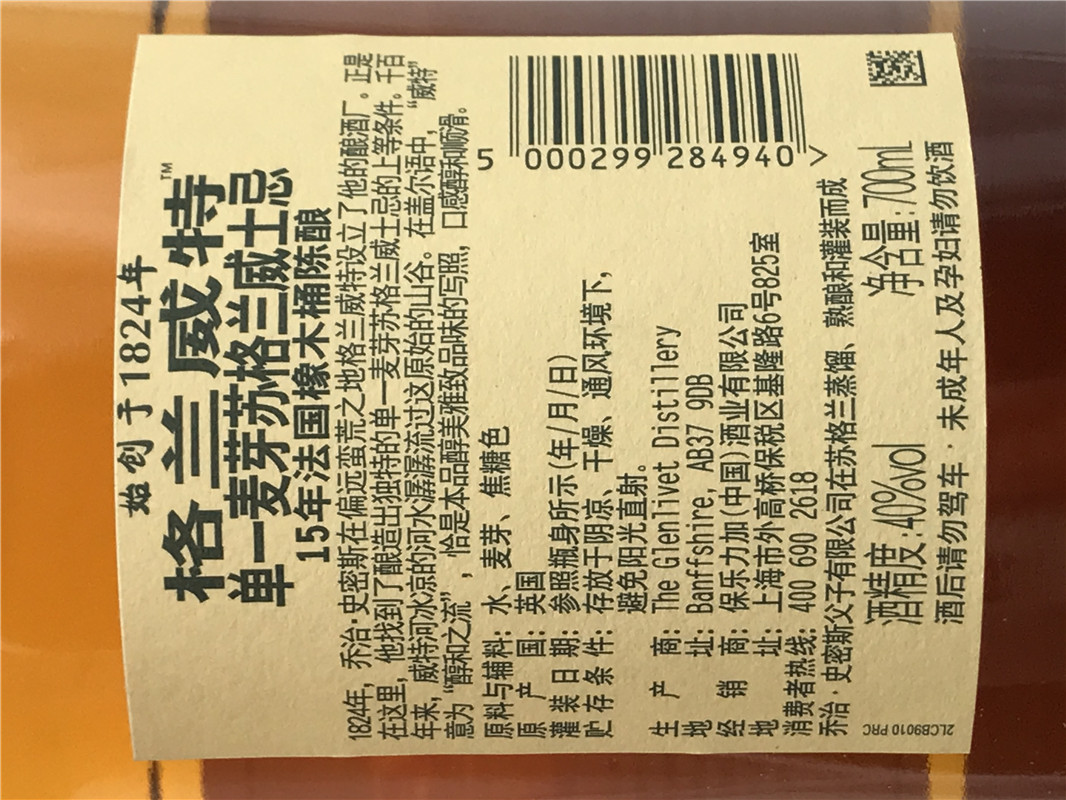 始创于1824年
格兰威特™
单一麦芽苏格兰威士忌
15年法国橡木桶陈酿
1824年，乔治·史密斯在偏远蛮荒之地格兰威特设立了他的酿酒厂。正是
在这里，他找到了酿造出独特的单一麦芽苏格兰威士忌的上等条件。千百
年来，威特河冰凉的河水潺潺流过这原始的山谷。在盖尔语中，“威特”
意为“醇和之流”，恰是本品醇美雅致品味的写照，口感醇和顺滑。
原料与辅料：水、麦芽、焦糖色
原产国：英国
灌装日期：参照瓶身所示(年/月/日)
贮存条件：存放于阴凉、干燥、通风环境下，
避免阳光直射。
生产商：The Glenlivet Distillery
地址：Banffshire, AB37 9DB
经销商：保乐力加(中国)酒业有限公司
地址：上海市外高桥保税区基隆路6号825室
消费者热线：400 690 2618
乔治·史密斯父子有限公司在苏格兰蒸馏、熟酿和灌装而成
酒精度:40%vol 净含量:700mL
酒后请勿驾车·未成年人及孕妇请勿饮酒
5 000299 284940 >
2LCB9010 PRC